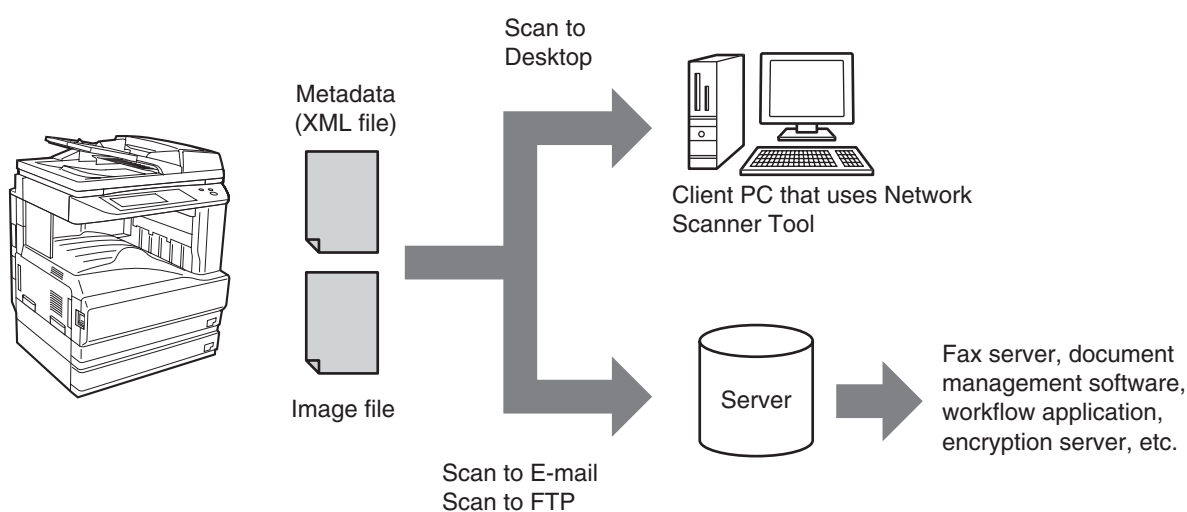 Scan to
Desktop
Metadata
(XML file)
Client PC that uses Network
Scanner Tool
Image file
Server
Fax server, document
management software,
workflow application,
encryption server, etc.
Scan to E-mail
Scan to FTP